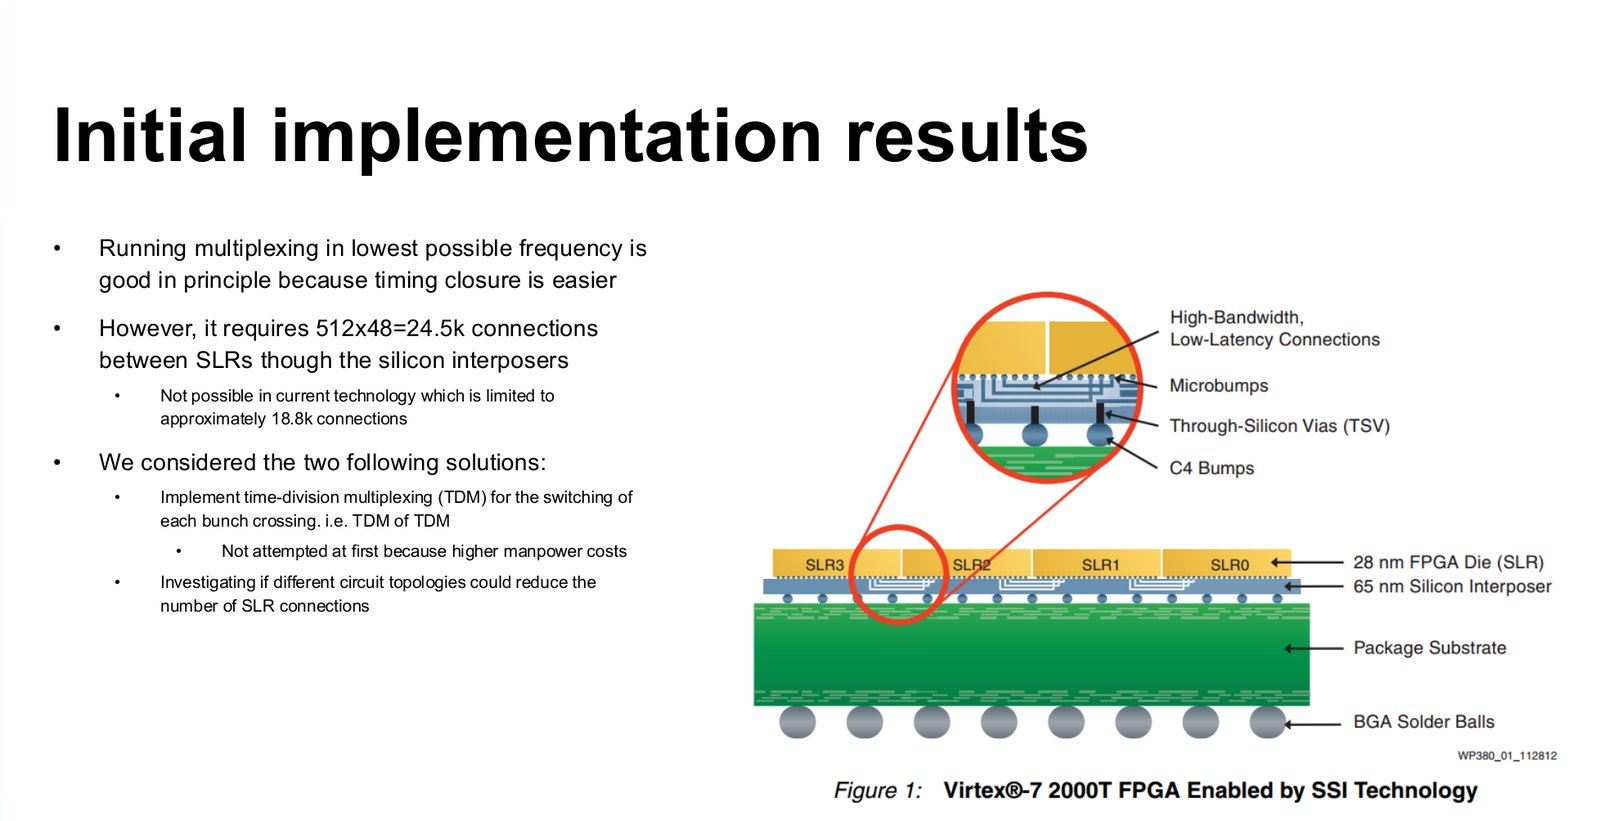 Initial implementation results
• Running multiplexing in lowest possible frequency is
good in principle because timing closure is easier
• However, it requires 512x48=24.5k connections
between SLRs though the silicon interposers
• Not possible in current technology which is limited to
approximately 18.8k connections
• We considered the two following solutions:
• Implement time-division multiplexing (TDM) for the switching of
each bunch crossing. i.e. TDM of TDM
• Not attempted at first because higher manpower costs
• Investigating if different circuit topologies could reduce the
number of SLR connections
High-Bandwidth,
Low-Latency Connections
Microbumps
Through-Silicon Vias (TSV)
C4 Bumps
SLR3 SLR2 SLR1 SLR0
28 nm FPGA Die (SLR)
65 nm Silicon Interposer
Package Substrate
BGA Solder Balls
WP380_01_112812
Figure 1: Virtex®-7 2000T FPGA Enabled by SSI Technology